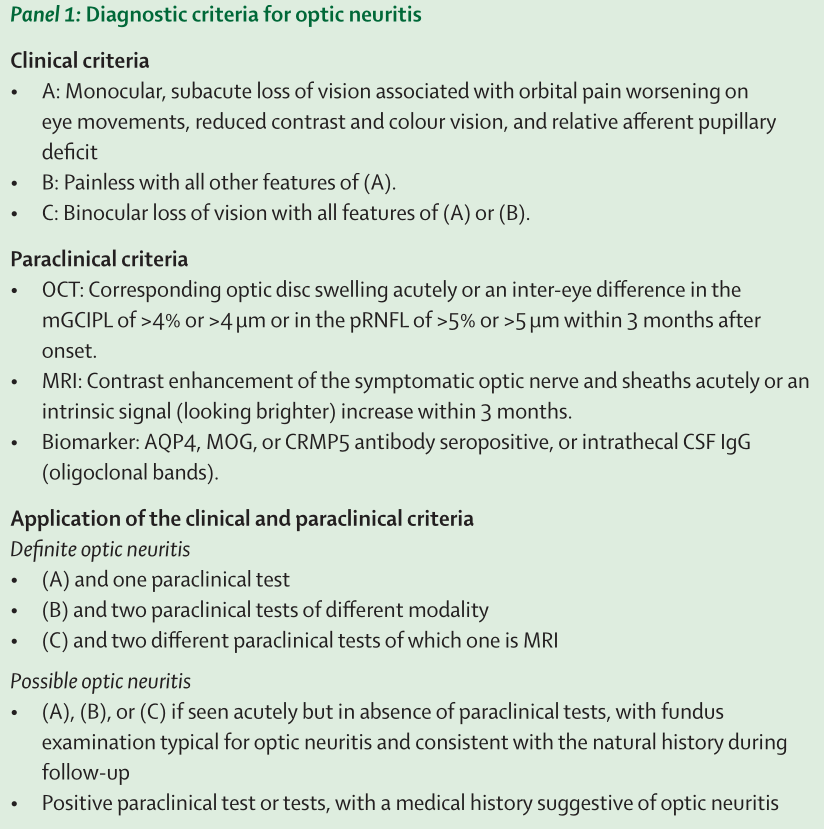 Panel 1: Diagnostic criteria for optic neuritis
Clinical criteria
• A: Monocular, subacute loss of vision associated with orbital pain worsening on
eye movements, reduced contrast and colour vision, and relative afferent pupillary
deficit
• B: Painless with all other features of (A).
• C: Binocular loss of vision with all features of (A) or (B).
Paraclinical criteria
• OCT: Corresponding optic disc swelling acutely or an inter-eye difference in the
mGCIPL of >4% or >4 μm or in the pRNFL of >5% or >5 μm within 3 months after
onset.
• MRI: Contrast enhancement of the symptomatic optic nerve and sheaths acutely or an
intrinsic signal (looking brighter) increase within 3 months.
• Biomarker: AQP4, MOG, or CRMP5 antibody seropositive, or intrathecal CSF IgG
(oligoclonal bands).
Application of the clinical and paraclinical criteria
Definite optic neuritis
• (A) and one paraclinical test
• (B) and two paraclinical tests of different modality
• (C) and two different paraclinical tests of which one is MRI
Possible optic neuritis
• (A), (B), or (C) if seen acutely but in absence of paraclinical tests, with fundus
examination typical for optic neuritis and consistent with the natural history during
follow-up
• Positive paraclinical test or tests, with a medical history suggestive of optic neuritis